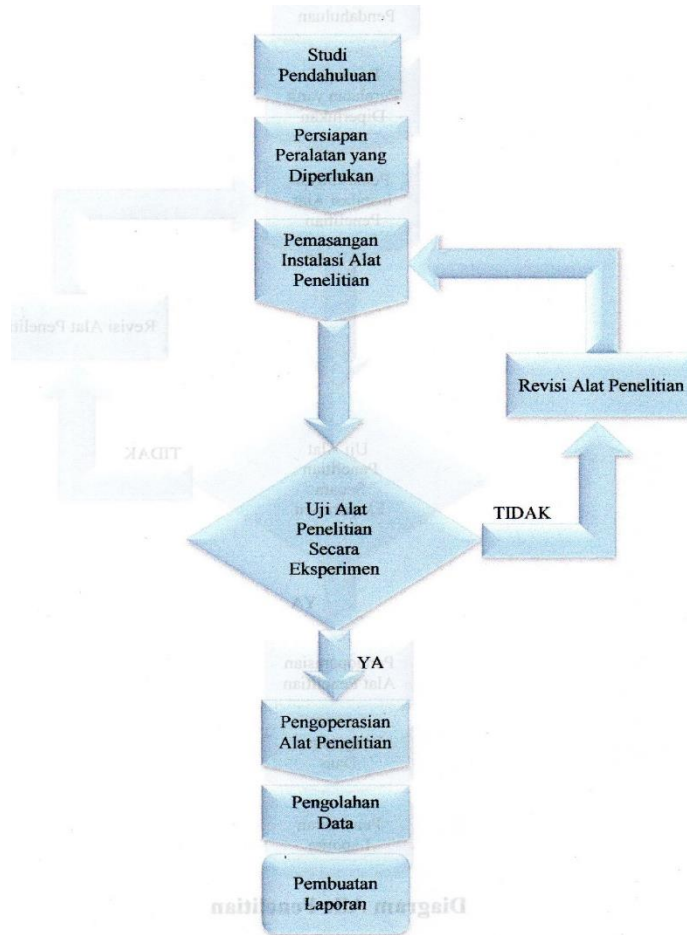 Studi
Pendahuluan
Persiapan
Peralatan yang
Diperlukan
Pemasangan
Instalasi Alat
Penelitian
Revisi Alat Penelitian
Uji Alat
Penelitian
Secara
Eksperimen
TIDAK
YA
Pengoperasian
Alat Penelitian
Pengolahan
Data
Pembuatan
Laporan